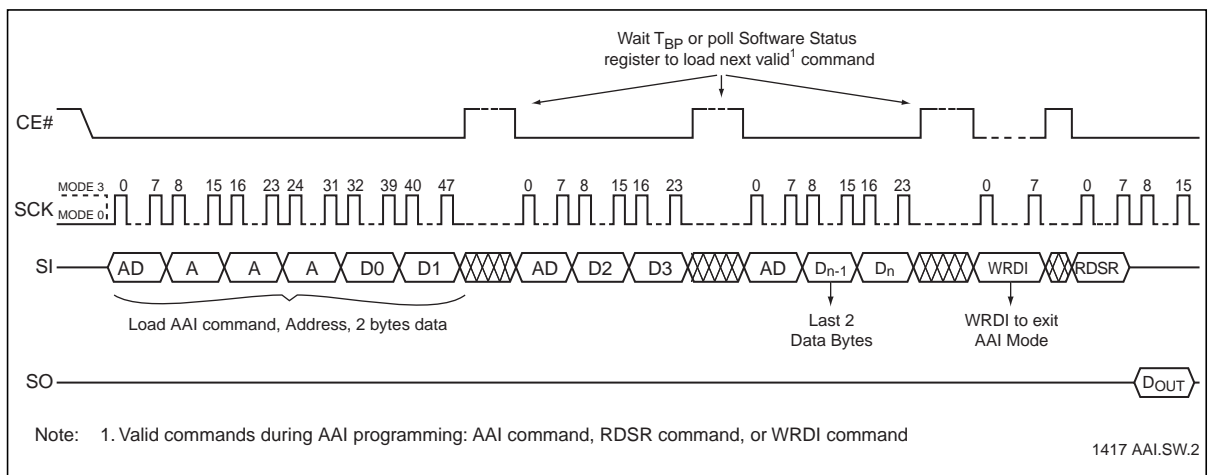 Wait TBP or poll Software Status
register to load next valid1 command
CE#
MODE 3
MODE 0
SCK
0 7 8 15 16 23 24 31 32 39 40 47 0 7 8 15 16 23 0 7 8 15 16 23 0 7 0 7 8 15
SI
AD A A A D0 D1 AD D2 D3 AD Dn-1 Dn WRDI RDSR
Load AAI command, Address, 2 bytes data
Last 2
Data Bytes
WRDI to exit
AAI Mode
SO
DOUT
Note: 1. Valid commands during AAI programming: AAI command, RDSR command, or WRDI command
1417 AAI.SW.2